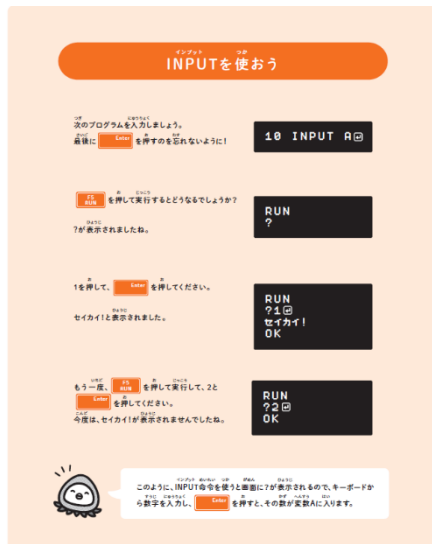 INPUTを使おう
次のプログラムを入力しましょう。
最後に Enter を押すのを忘れないように!
10 INPUT A↵
F5 RUN を押して実行するとどうなるでしょうか?
?が表示されましたね。
RUN
?
1を押して、 Enter を押してください。
セイカイ!と表示されました。
RUN
?1↵
セイカイ!
OK
もう一度、 F5 RUN を押して実行して、2と
Enter を押してください。
今度は、セイカイ!が表示されませんでしたね。
RUN
?2↵
OK
このように、INPUT命令を使うと画面に?が表示されるので、キーボードか
ら数字を入力し、 Enter を押すと、その数が変数Aに入ります。